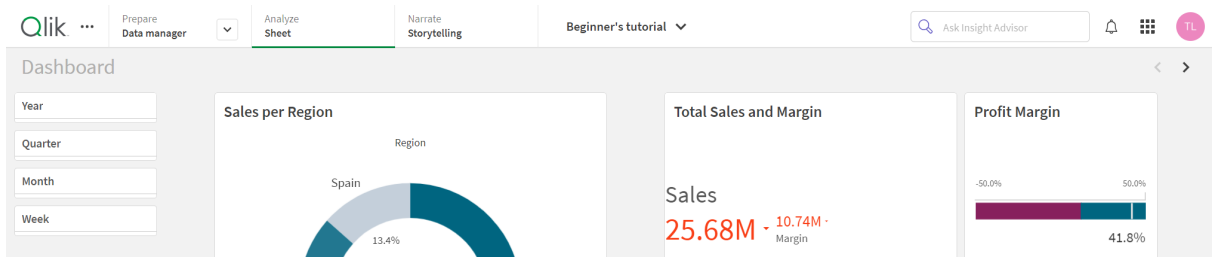 Qlik
Prepare
Data manager
Analyze
Sheet
Narrate
Storytelling
Beginner's tutorial
Ask Insight Advisor
TL
Dashboard
Year
Quarter
Month
Week
Sales per Region
Region
Spain
13.4%
Total Sales and Margin
Sales
25.68M
10.74M
Margin
Profit Margin
-50.0%
50.0%
41.8%